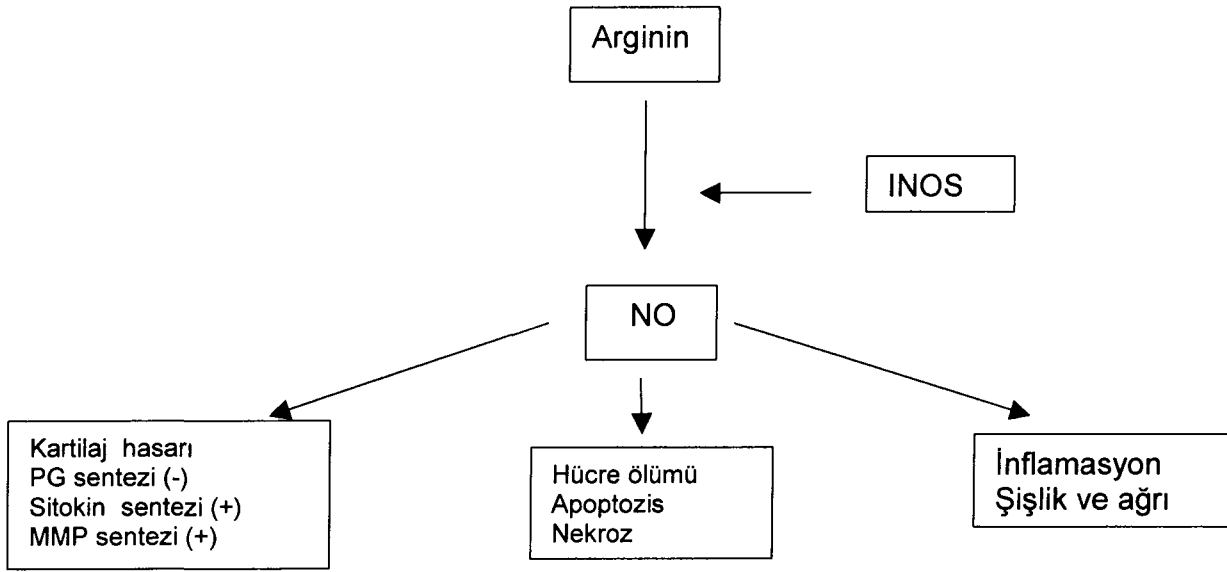 Arginin
INOS
NO
Kartilaj hasarı
PG sentezi (-)
Sitokin sentezi (+)
MMP sentezi (+)
Hücre ölümü
Apoptozis
Nekroz
İnflamasyon
Şişlik ve ağrı